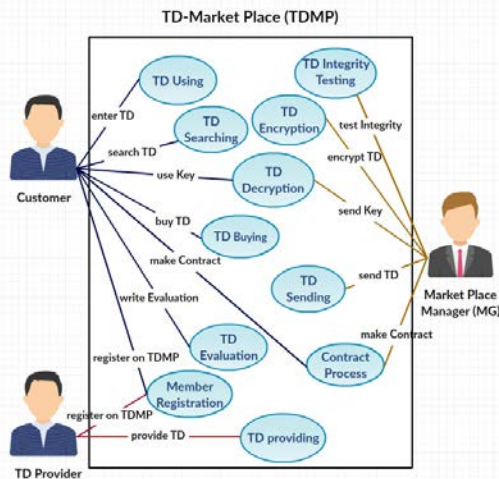 TD-Market Place (TDMP)
TD Using
TD Integrity
Testing
enter TD
TD
Searching
TD
Encryption
test Integrity
search TD
encrypt TD
use Key
TD
Decryption
Customer
send Key
buy TD
TD Buying
make Contract
TD
Sending
send TD
Market Place
Manager (MG)
write Evaluation
make Contract
TD
Evaluation
Contract
Process
register on TDMP
Member
Registration
register on TDMP
provide TD
TD providing
TD Provider